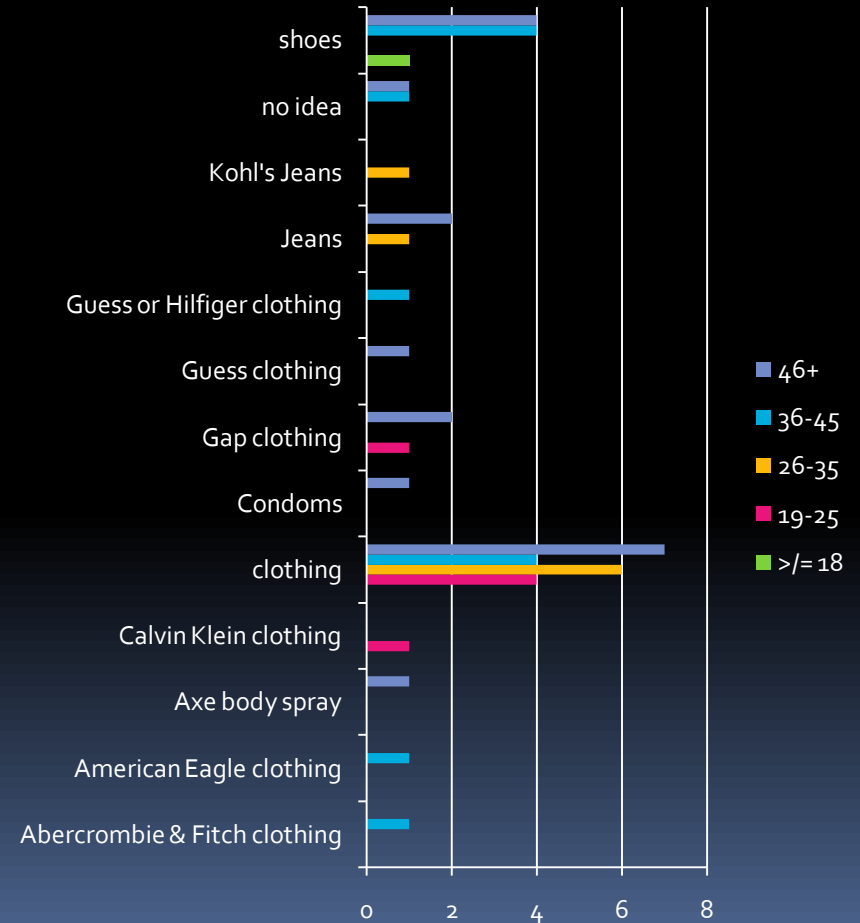 shoes
no idea
Kohl's Jeans
Jeans
Guess or Hilfiger clothing
Guess clothing
Gap clothing
Condoms
clothing
Calvin Klein clothing
Axe body spray
American Eagle clothing
Abercrombie & Fitch clothing
0 2 4 6 8
46+
36-45
26-35
19-25
>/= 18